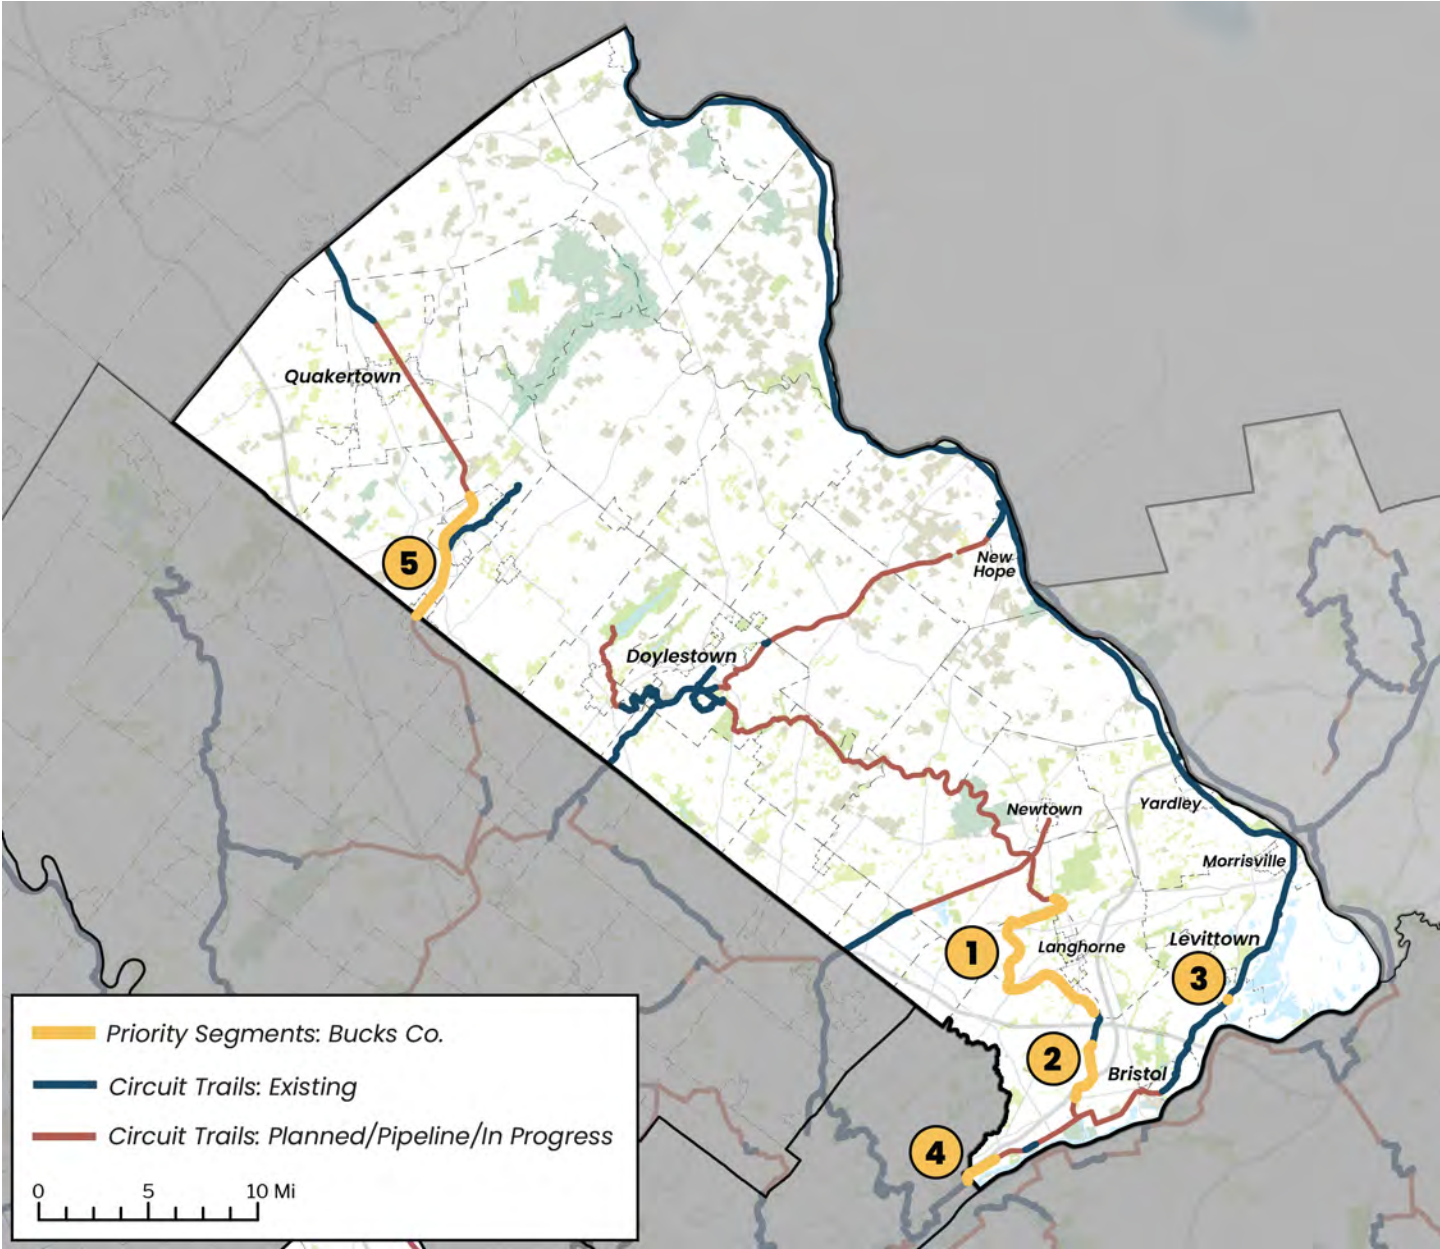 Quakertown
5
New
Hope
Doylestown
Newtown
Yardley
Morrisville
1
Langhorne
Levittown
3
2
Bristol
4
Priority Segments: Bucks Co.
Circuit Trails: Existing
Circuit Trails: Planned/Pipeline/In Progress
0 5 10 Mi